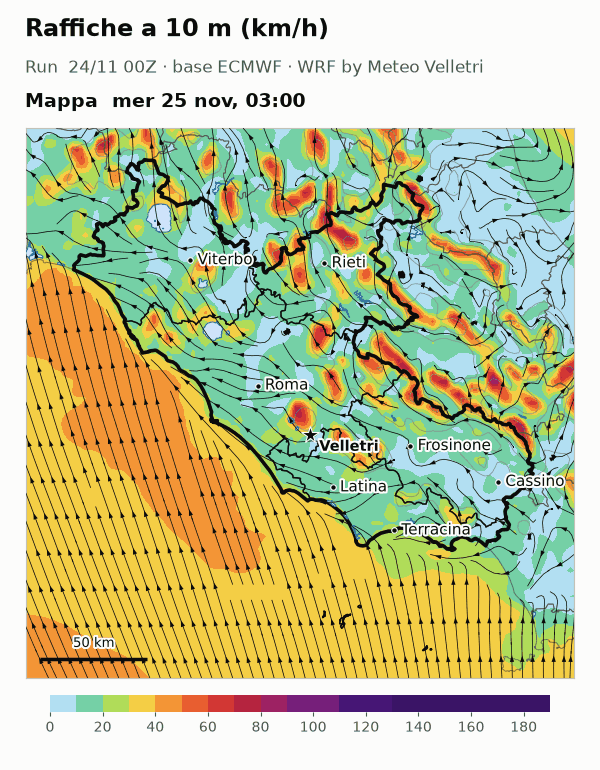 Raffiche a 10 m (km/h)
Run  24/11 00Z · base ECMWF · WRF by Meteo Velletri
Mappa  mer 25 nov, 03:00
Viterbo
Rieti
Roma
Velletri
Frosinone
Latina
Cassino
Terracina
50 km
0 20 40 60 80 100 120 140 160 180